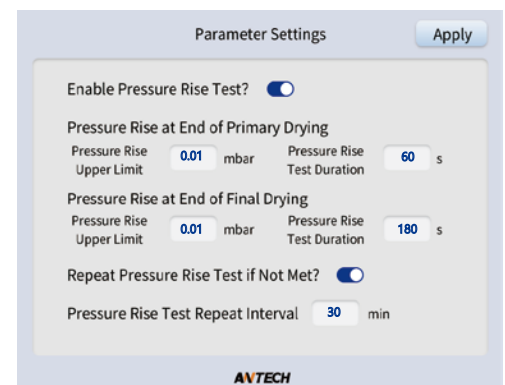 Parameter Settings Apply
Enable Pressure Rise Test?
Pressure Rise at End of Primary Drying
Pressure Rise Upper Limit 0.01 mbar Pressure Rise Test Duration 60 s
Pressure Rise at End of Final Drying
Pressure Rise Upper Limit 0.01 mbar Pressure Rise Test Duration 180 s
Repeat Pressure Rise Test if Not Met?
Pressure Rise Test Repeat Interval 30 min
ANTECH